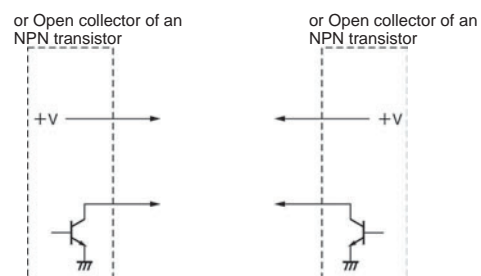 or Open collector of an
NPN transistor
or Open collector of an
NPN transistor
+V
+V